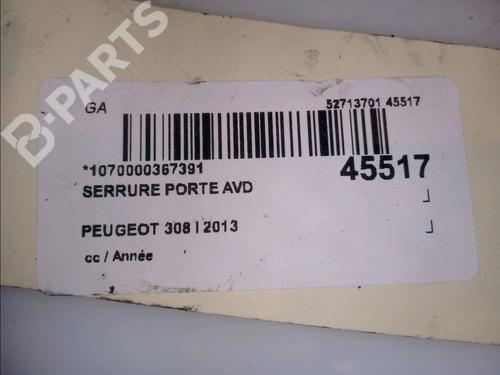 B-PARTS
GA
52713701 45517
*1070000367391
45517
SERRURE PORTE AVD
PEUGEOT 308 I 2013
cc / Année